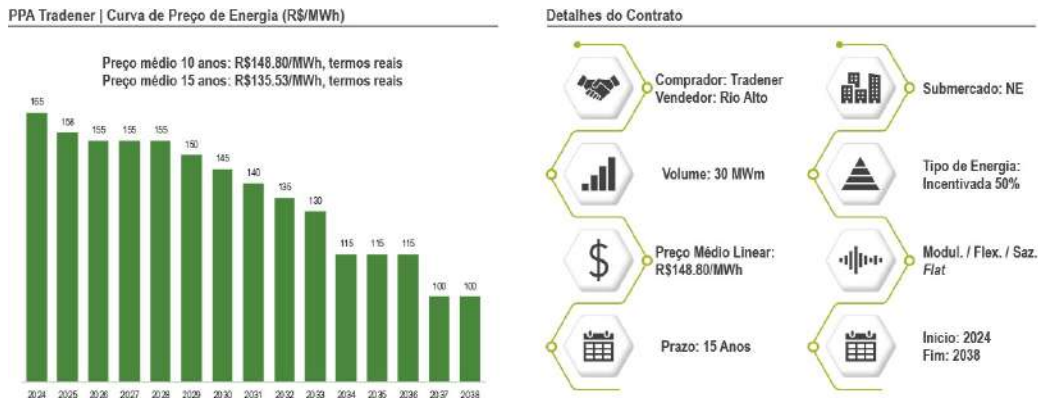 PPA Tradener | Curva de Preço de Energia (R$/MWh)
Preço médio 10 anos: R$148.80/MWh, termos reais
Preço médio 15 anos: R$135.53/MWh, termos reais
165
158
155
155
155
150
145
140
135
130
115
115
115
100
100
2024
2025
2026
2027
2028
2029
2030
2031
2032
2033
2034
2035
2036
2037
2038
Detalhes do Contrato
Comprador: Tradener
Vendedor: Rio Alto
Submercado: NE
Volume: 30 MWm
Tipo de Energia:
Incentivada 50%
$
Preço Médio Linear:
R$148.80/MWh
Modul. / Flex. / Saz.
Flat
Prazo: 15 Anos
Início: 2024
Fim: 2038